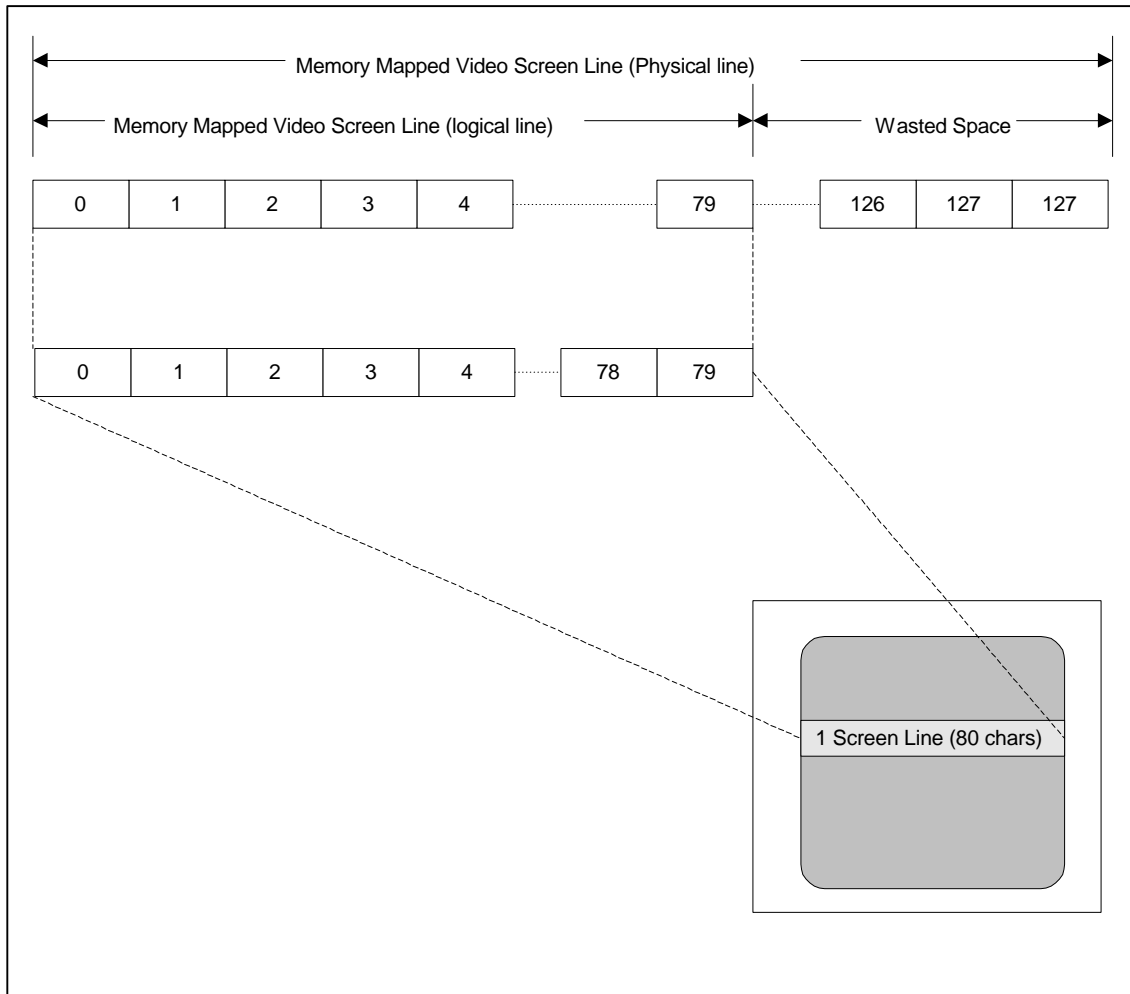 Memory Mapped Video Screen Line (Physical line)
Memory Mapped Video Screen Line (logical line) Wasted Space
0 1 2 3 4 79 126 127 127
0 1 2 3 4 78 79
1 Screen Line (80 chars)